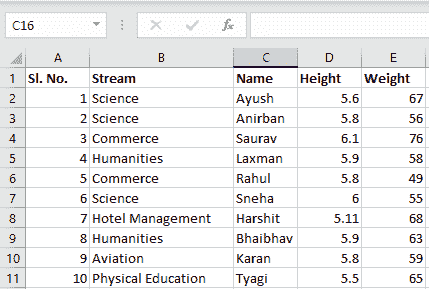 C16
A B C D E
1 Sl. No. Stream Name Height Weight
2 1 Science Ayush 5.6 67
3 2 Science Anirban 5.8 56
4 3 Commerce Saurav 6.1 76
5 4 Humanities Laxman 5.9 58
6 5 Commerce Rahul 5.8 49
7 6 Science Sneha 6 55
8 7 Hotel Management Harshit 5.11 68
9 8 Humanities Bhaibhav 5.9 63
10 9 Aviation Karan 5.8 59
11 10 Physical Education Tyagi 5.5 65